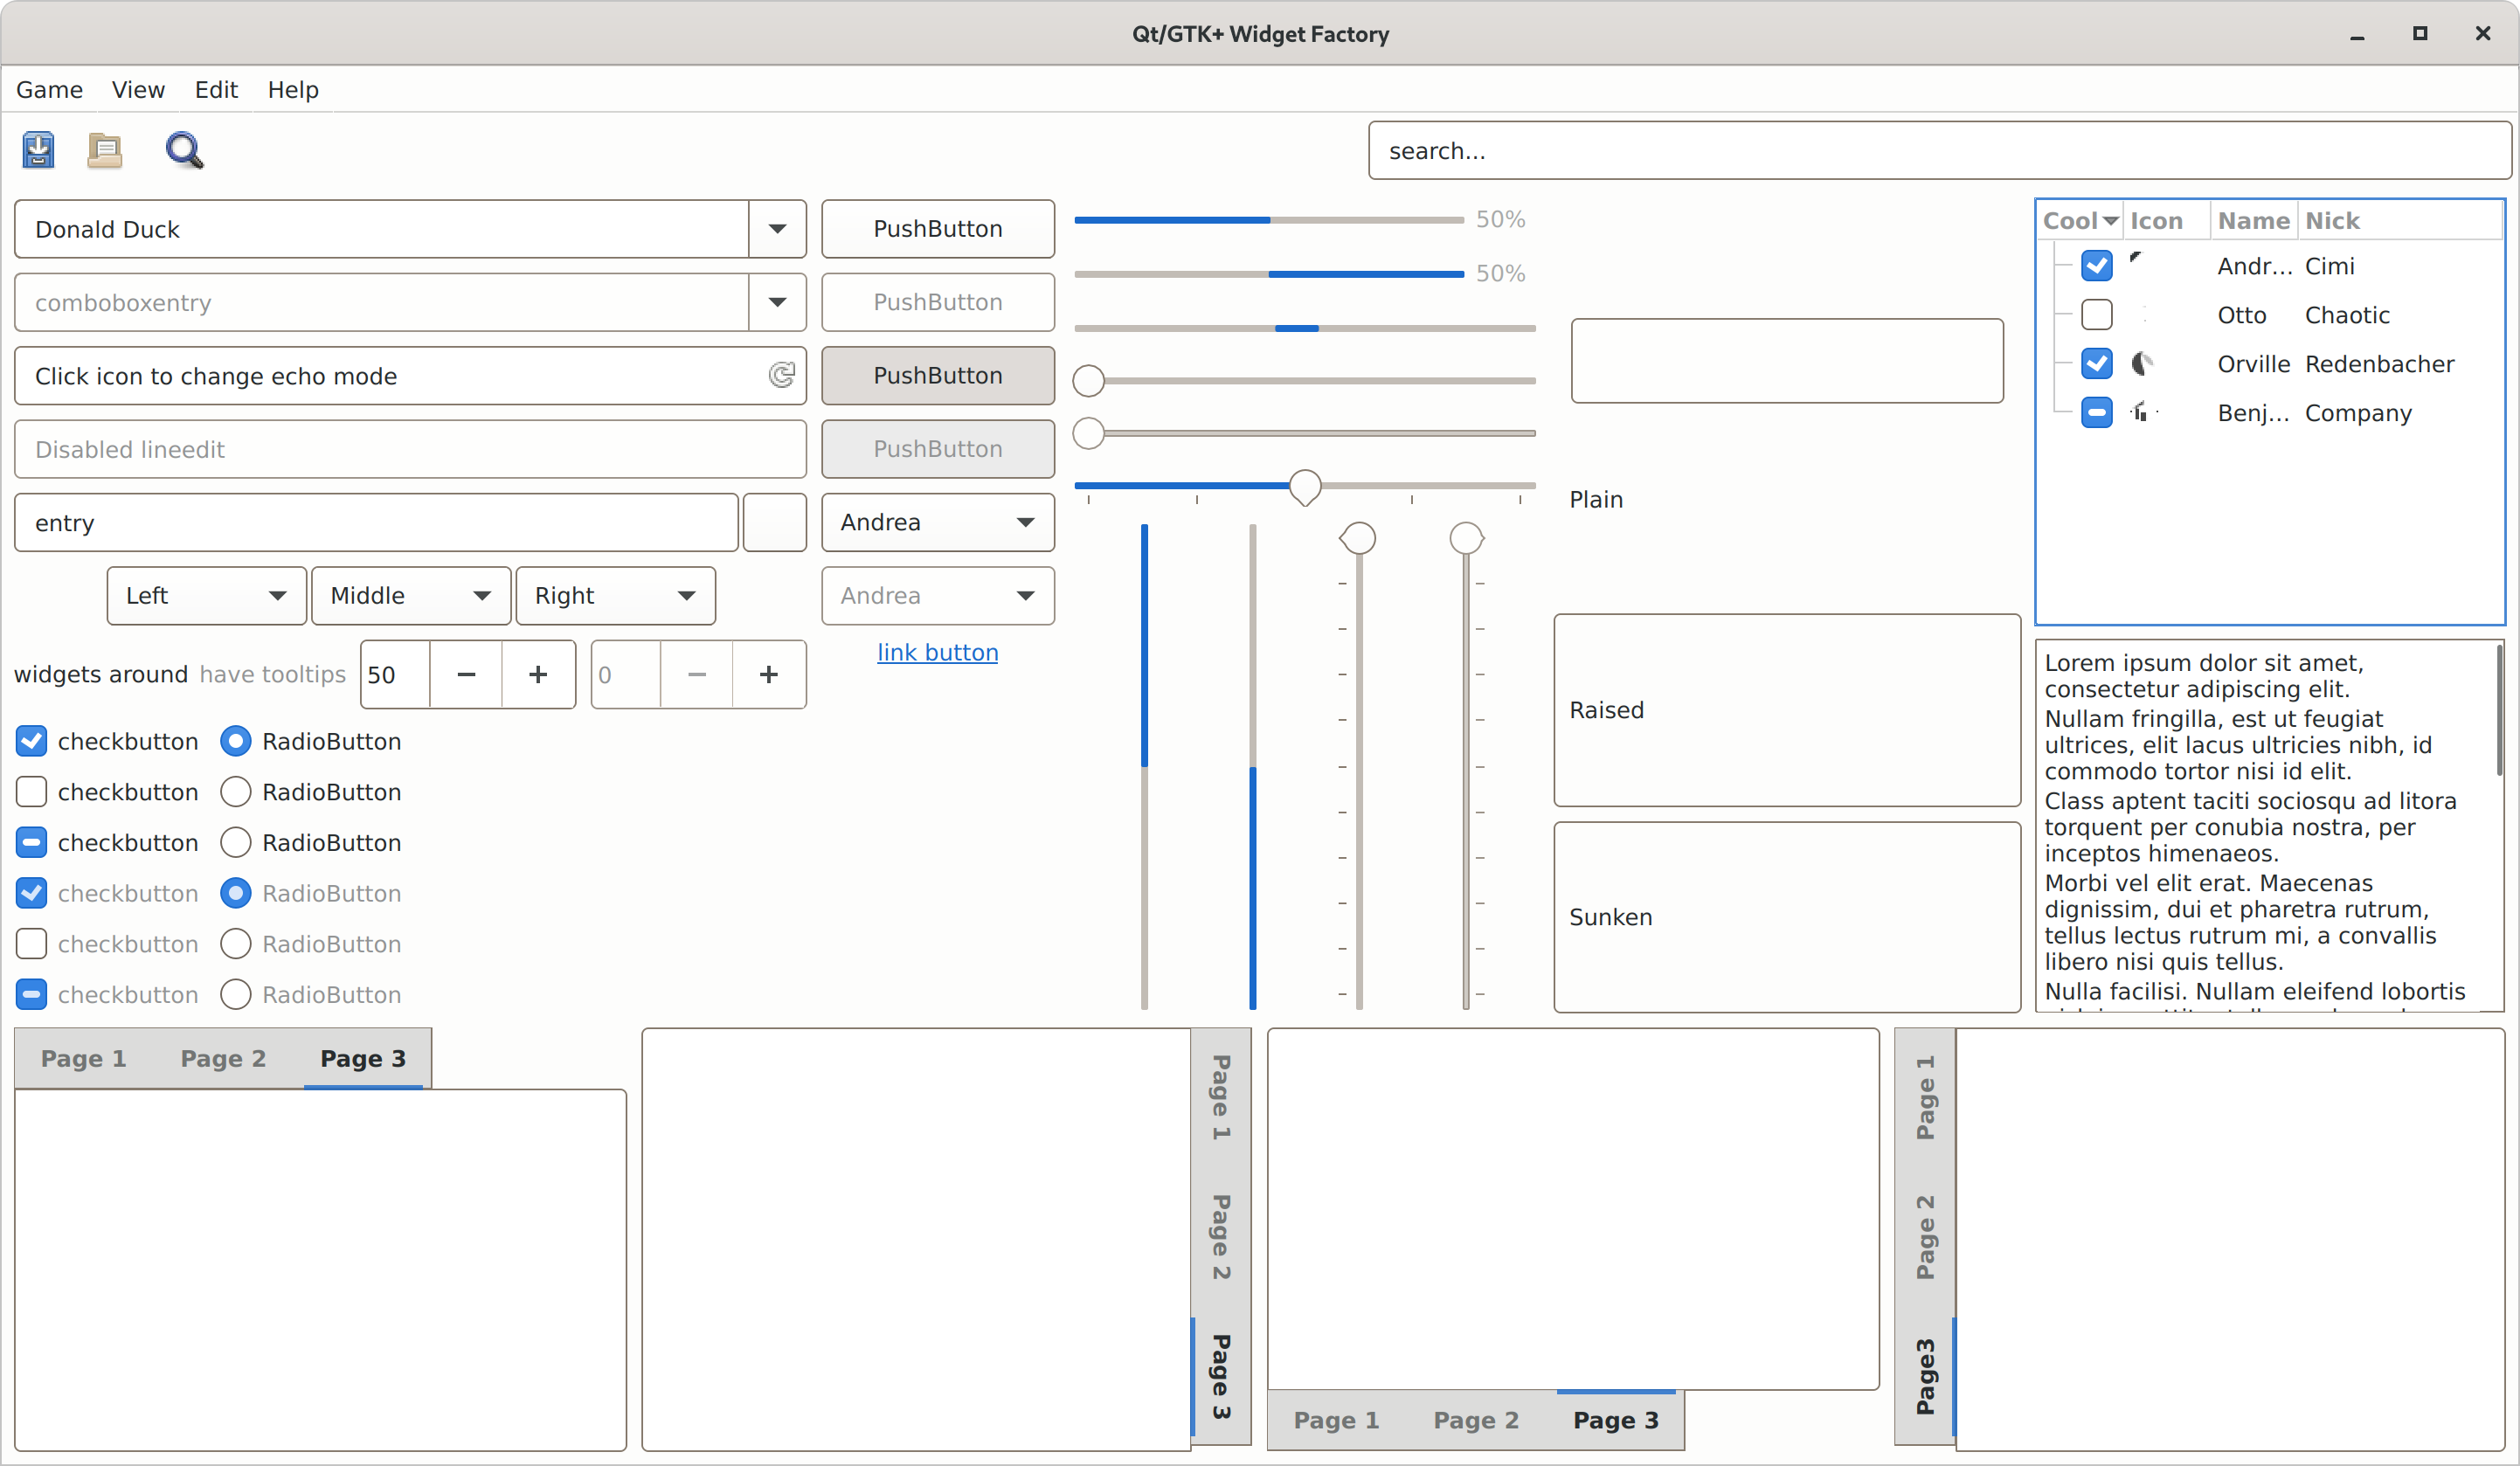 Qt/GTK+ Widget Factory
Game View Edit Help
search...
Donald Duck
PushButton
50%
comboboxentry
PushButton
50%
Click icon to change echo mode
PushButton
Disabled lineedit
PushButton
entry
Andrea
Left
Middle
Right
Andrea
widgets around have tooltips
50
0
link button
checkbutton RadioButton
checkbutton RadioButton
checkbutton RadioButton
checkbutton RadioButton
checkbutton RadioButton
checkbutton RadioButton
Plain
Raised
Sunken
Cool Icon Name Nick
Andr... Cimi
Otto Chaotic
Orville Redenbacher
Benj... Company
Lorem ipsum dolor sit amet,
consectetur adipiscing elit.
Nullam fringilla, est ut feugiat
ultrices, elit lacus ultricies nibh, id
commodo tortor nisi id elit.
Class aptent taciti sociosqu ad litora
torquent per conubia nostra, per
inceptos himenaeos.
Morbi vel elit erat. Maecenas
dignissim, dui et pharetra rutrum,
tellus lectus rutrum mi, a convallis
libero nisi quis tellus.
Nulla facilisi. Nullam eleifend lobortis
Page 1 Page 2 Page 3
Page 1
Page 2
Page 3
Page 1 Page 2 Page 3
Page 1
Page 2
Page3